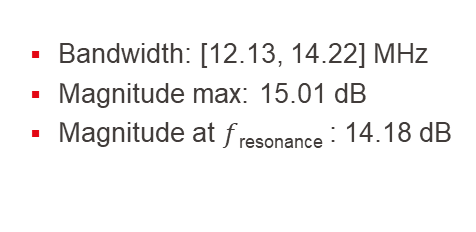 ▪ Bandwidth: [12.13, 14.22] MHz
▪ Magnitude max: 15.01 dB
▪ Magnitude at f resonance : 14.18 dB